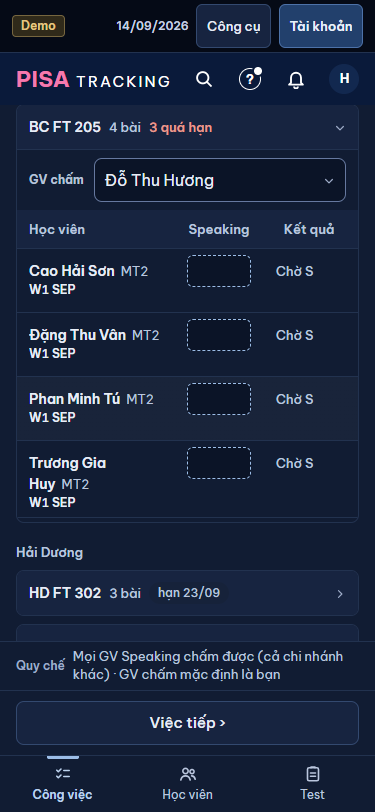 Demo 14/09/2026 Công cụ Tài khoản
PISA TRACKING ? H
BC FT 205 4 bài 3 quá hạn
GV chấm Đỗ Thu Hương
Học viên Speaking Kết quả
Cao Hải Sơn MT2 Chờ S
W1 SEP
Đặng Thu Vân MT2 Chờ S
W1 SEP
Phan Minh Tú MT2 Chờ S
W1 SEP
Trương Gia Chờ S
Huy MT2
W1 SEP
Hải Dương
HD FT 302 3 bài hạn 23/09
Quy chế Mọi GV Speaking chấm được (cả chi nhánh
khác) · GV chấm mặc định là bạn
Việc tiếp ›
Công việc Học viên Test